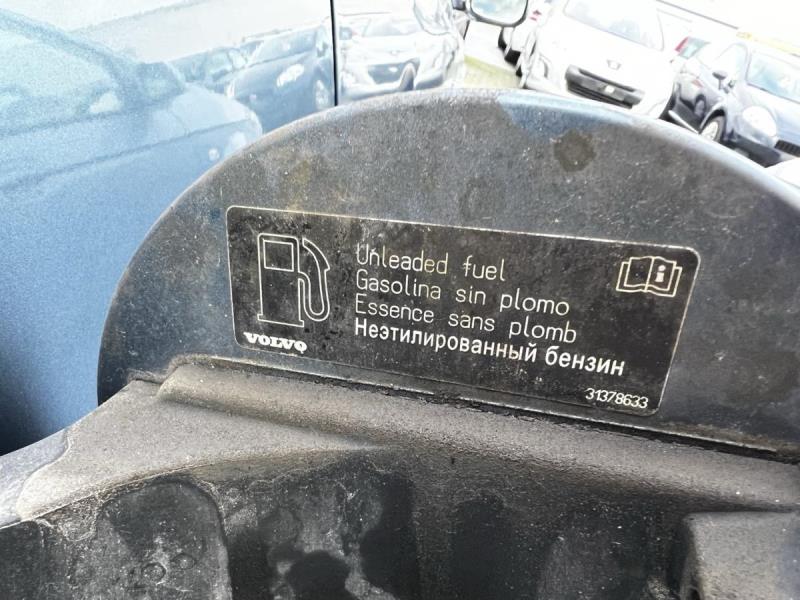 Unleaded fuel
Gasolina sin plomo
Essence sans plomb
Неэтилированный бензин
VOLVO
31378633